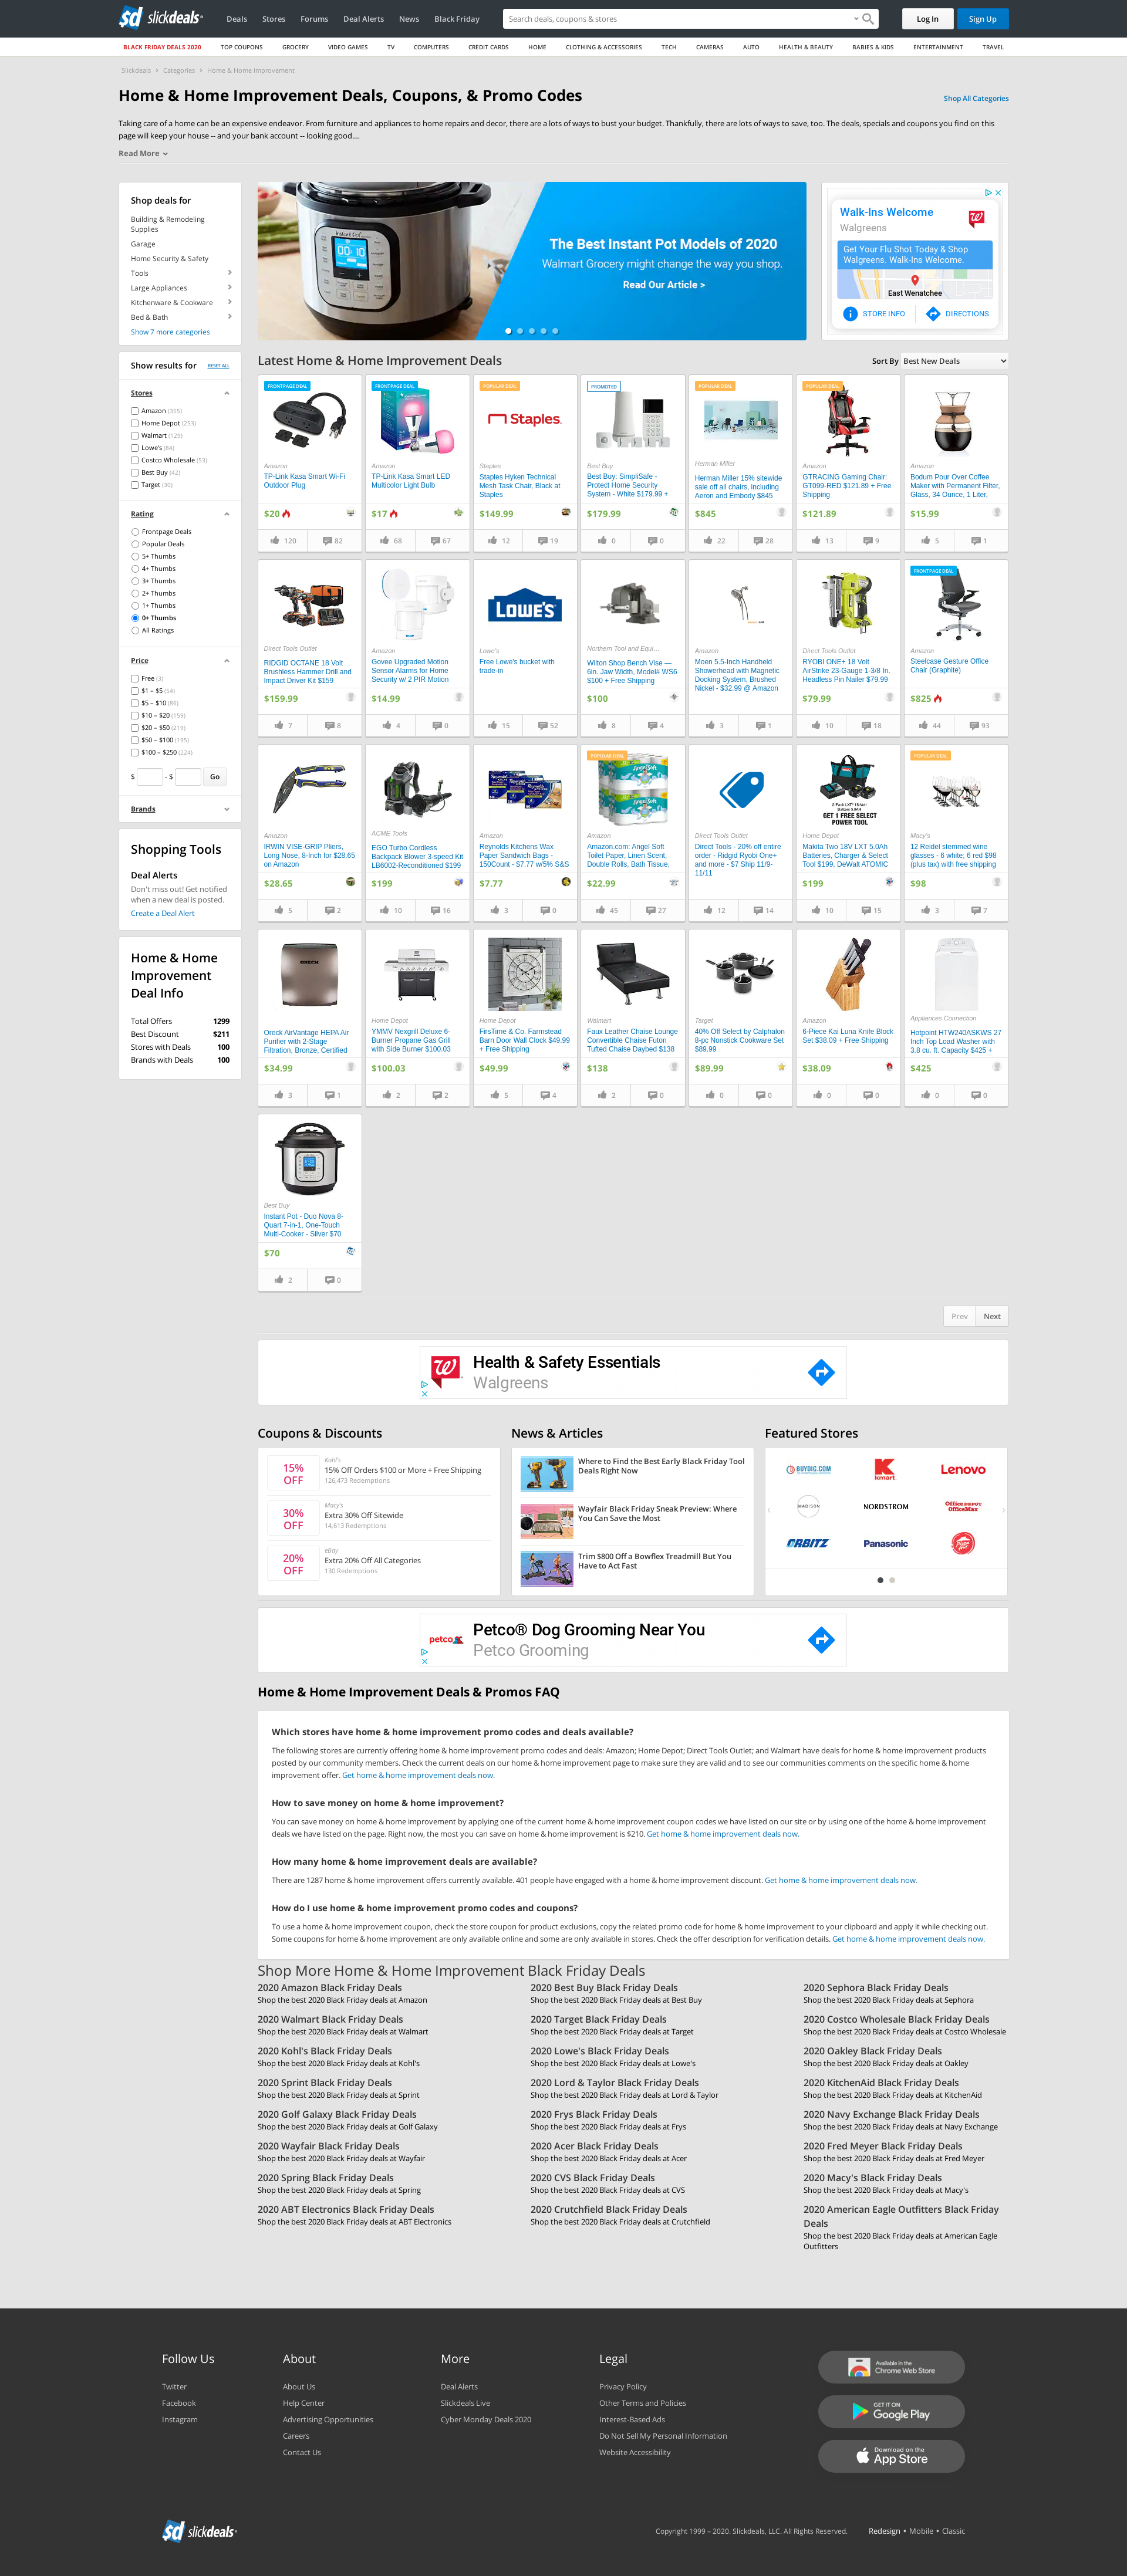 sd slickdeals
Deals
Stores
Forums
Deal Alerts
News
Black Friday
Search deals, coupons & stores
Log In
Sign Up
BLACK FRIDAY DEALS 2020
TOP COUPONS
GROCERY
VIDEO GAMES
TV
COMPUTERS
CREDIT CARDS
HOME
CLOTHING & ACCESSORIES
TECH
CAMERAS
AUTO
HEALTH & BEAUTY
BABIES & KIDS
ENTERTAINMENT
TRAVEL
Slickdeals › Categories › Home & Home Improvement
Home & Home Improvement Deals, Coupons, & Promo Codes
Shop All Categories
Taking care of a home can be an expensive endeavor. From furniture and appliances to home repairs and decor, there are a lots of ways to bust your budget. Thankfully, there are lots of ways to save, too. The deals, specials and coupons you find on this
page will keep your house -- and your bank account -- looking good....
Read More
Shop deals for
Building & Remodeling
Supplies
Garage
Home Security & Safety
Tools
Large Appliances
Kitchenware & Cookware
Bed & Bath
Show 7 more categories
Show results for
RESET ALL
Stores
Amazon (355)
Home Depot (253)
Walmart (129)
Lowe's (84)
Costco Wholesale (53)
Best Buy (42)
Target (30)
Rating
Frontpage Deals
Popular Deals
5+ Thumbs
4+ Thumbs
3+ Thumbs
2+ Thumbs
1+ Thumbs
0+ Thumbs
All Ratings
Price
Free (3)
$1 – $5 (54)
$5 – $10 (86)
$10 – $20 (159)
$20 – $50 (219)
$50 – $100 (195)
$100 – $250 (224)
$ - $ Go
Brands
Shopping Tools
Deal Alerts
Don't miss out! Get notified
when a new deal is posted.
Create a Deal Alert
Home & Home
Improvement
Deal Info
Total Offers 1299
Best Discount $211
Stores with Deals 100
Brands with Deals 100
The Best Instant Pot Models of 2020
Walmart Grocery might change the way you shop.
Read Our Article >
Walk-Ins Welcome
Walgreens
Get Your Flu Shot Today & Shop
Walgreens. Walk-Ins Welcome.
East Wenatchee
STORE INFO
DIRECTIONS
Latest Home & Home Improvement Deals
Sort By Best New Deals
FRONTPAGE DEAL
Amazon
TP-Link Kasa Smart Wi-Fi
Outdoor Plug
$20
120 82
FRONTPAGE DEAL
Amazon
TP-Link Kasa Smart LED
Multicolor Light Bulb
$17
68 67
POPULAR DEAL
Staples
Staples
Staples Hyken Technical
Mesh Task Chair, Black at
Staples
$149.99
12 19
PROMOTED
Best Buy
Best Buy: SimpliSafe -
Protect Home Security
System - White $179.99 +
$179.99
0 0
POPULAR DEAL
Herman Miller
Herman Miller 15% sitewide
sale off all chairs, including
Aeron and Embody $845
$845
22 28
POPULAR DEAL
Amazon
GTRACING Gaming Chair:
GT099-RED $121.89 + Free
Shipping
$121.89
13 9
Amazon
Bodum Pour Over Coffee
Maker with Permanent Filter,
Glass, 34 Ounce, 1 Liter,
$15.99
5 1
Direct Tools Outlet
RIDGID OCTANE 18 Volt
Brushless Hammer Drill and
Impact Driver Kit $159
$159.99
7 8
Amazon
Govee Upgraded Motion
Sensor Alarms for Home
Security w/ 2 PIR Motion
$14.99
4 0
LOWE'S
Lowe's
Free Lowe's bucket with
trade-in
15 52
Northern Tool and Equi...
Wilton Shop Bench Vise —
6in. Jaw Width, Model# WS6
$100 + Free Shipping
$100
8 4
Amazon
Moen 5.5-Inch Handheld
Showerhead with Magnetic
Docking System, Brushed
Nickel - $32.99 @ Amazon
3 1
Direct Tools Outlet
RYOBI ONE+ 18 Volt
AirStrike 23-Gauge 1-3/8 In.
Headless Pin Nailer $79.99
$79.99
10 18
FRONTPAGE DEAL
Amazon
Steelcase Gesture Office
Chair (Graphite)
$825
44 93
Amazon
IRWIN VISE-GRIP Pliers,
Long Nose, 8-Inch for $28.65
on Amazon
$28.65
5 2
ACME Tools
EGO Turbo Cordless
Backpack Blower 3-speed Kit
LB6002-Reconditioned $199
$199
10 16
Amazon
Reynolds Kitchens Wax
Paper Sandwich Bags -
150Count - $7.77 w/5% S&S
$7.77
3 0
POPULAR DEAL
Amazon
Amazon.com: Angel Soft
Toilet Paper, Linen Scent,
Double Rolls, Bath Tissue,
$22.99
45 27
Direct Tools Outlet
Direct Tools - 20% off entire
order - Ridgid Ryobi One+
and more - $7 Ship 11/9-
11/11
12 14
GET 1 FREE SELECT
POWER TOOL
Home Depot
Makita Two 18V LXT 5.0Ah
Batteries, Charger & Select
Tool $199, DeWalt ATOMIC
$199
10 15
POPULAR DEAL
Macy's
12 Reidel stemmed wine
glasses - 6 white; 6 red $98
(plus tax) with free shipping
$98
3 7
ORECK
Oreck AirVantage HEPA Air
Purifier with 2-Stage
Filtration, Bronze, Certified
$34.99
3 1
Home Depot
YMMV Nexgrill Deluxe 6-
Burner Propane Gas Grill
with Side Burner $100.03
$100.03
2 2
Home Depot
FirsTime & Co. Farmstead
Barn Door Wall Clock $49.99
+ Free Shipping
$49.99
5 4
Walmart
Faux Leather Chaise Lounge
Convertible Chaise Futon
Tufted Chaise Daybed $138
$138
2 0
Target
40% Off Select by Calphalon
8-pc Nonstick Cookware Set
$89.99
$89.99
0 0
Amazon
6-Piece Kai Luna Knife Block
Set $38.09 + Free Shipping
$38.09
0 0
Appliances Connection
Hotpoint HTW240ASKWS 27
Inch Top Load Washer with
3.8 cu. ft. Capacity $425 +
$425
0 0
Best Buy
Instant Pot - Duo Nova 8-
Quart 7-in-1, One-Touch
Multi-Cooker - Silver $70
$70
2 0
Prev
Next
Health & Safety Essentials
Walgreens
Coupons & Discounts
15%
OFF
Kohl's
15% Off Orders $100 or More + Free Shipping
126,473 Redemptions
30%
OFF
Macy's
Extra 30% Off Sitewide
14,613 Redemptions
20%
OFF
eBay
Extra 20% Off All Categories
130 Redemptions
News & Articles
Where to Find the Best Early Black Friday Tool
Deals Right Now
Wayfair Black Friday Sneak Preview: Where
You Can Save the Most
Trim $800 Off a Bowflex Treadmill But You
Have to Act Fast
Featured Stores
BUYDIG.COM
kmart
Lenovo
MADISON
NORDSTROM
Office DEPOT
OfficeMax
ORBITZ
Panasonic
Pizza Hut
petco
Petco® Dog Grooming Near You
Petco Grooming
Home & Home Improvement Deals & Promos FAQ
Which stores have home & home improvement promo codes and deals available?
The following stores are currently offering home & home improvement promo codes and deals: Amazon; Home Depot; Direct Tools Outlet; and Walmart have deals for home & home improvement products
posted by our community members. Check the current deals on our home & home improvement page to make sure they are valid and to see our communities comments on the specific home & home
improvement offer. Get home & home improvement deals now.
How to save money on home & home improvement?
You can save money on home & home improvement by applying one of the current home & home improvement coupon codes we have listed on our site or by using one of the home & home improvement
deals we have listed on the page. Right now, the most you can save on home & home improvement is $210. Get home & home improvement deals now.
How many home & home improvement deals are available?
There are 1287 home & home improvement offers currently available. 401 people have engaged with a home & home improvement discount. Get home & home improvement deals now.
How do I use home & home improvement promo codes and coupons?
To use a home & home improvement coupon, check the store coupon for product exclusions, copy the related promo code for home & home improvement to your clipboard and apply it while checking out.
Some coupons for home & home improvement are only available online and some are only available in stores. Check the offer description for verification details. Get home & home improvement deals now.
Shop More Home & Home Improvement Black Friday Deals
2020 Amazon Black Friday Deals
Shop the best 2020 Black Friday deals at Amazon
2020 Best Buy Black Friday Deals
Shop the best 2020 Black Friday deals at Best Buy
2020 Sephora Black Friday Deals
Shop the best 2020 Black Friday deals at Sephora
2020 Walmart Black Friday Deals
Shop the best 2020 Black Friday deals at Walmart
2020 Target Black Friday Deals
Shop the best 2020 Black Friday deals at Target
2020 Costco Wholesale Black Friday Deals
Shop the best 2020 Black Friday deals at Costco Wholesale
2020 Kohl's Black Friday Deals
Shop the best 2020 Black Friday deals at Kohl's
2020 Lowe's Black Friday Deals
Shop the best 2020 Black Friday deals at Lowe's
2020 Oakley Black Friday Deals
Shop the best 2020 Black Friday deals at Oakley
2020 Sprint Black Friday Deals
Shop the best 2020 Black Friday deals at Sprint
2020 Lord & Taylor Black Friday Deals
Shop the best 2020 Black Friday deals at Lord & Taylor
2020 KitchenAid Black Friday Deals
Shop the best 2020 Black Friday deals at KitchenAid
2020 Golf Galaxy Black Friday Deals
Shop the best 2020 Black Friday deals at Golf Galaxy
2020 Frys Black Friday Deals
Shop the best 2020 Black Friday deals at Frys
2020 Navy Exchange Black Friday Deals
Shop the best 2020 Black Friday deals at Navy Exchange
2020 Wayfair Black Friday Deals
Shop the best 2020 Black Friday deals at Wayfair
2020 Acer Black Friday Deals
Shop the best 2020 Black Friday deals at Acer
2020 Fred Meyer Black Friday Deals
Shop the best 2020 Black Friday deals at Fred Meyer
2020 Spring Black Friday Deals
Shop the best 2020 Black Friday deals at Spring
2020 CVS Black Friday Deals
Shop the best 2020 Black Friday deals at CVS
2020 Macy's Black Friday Deals
Shop the best 2020 Black Friday deals at Macy's
2020 ABT Electronics Black Friday Deals
Shop the best 2020 Black Friday deals at ABT Electronics
2020 Crutchfield Black Friday Deals
Shop the best 2020 Black Friday deals at Crutchfield
2020 American Eagle Outfitters Black Friday
Deals
Shop the best 2020 Black Friday deals at American Eagle
Outfitters
Follow Us
Twitter
Facebook
Instagram
About
About Us
Help Center
Advertising Opportunities
Careers
Contact Us
More
Deal Alerts
Slickdeals Live
Cyber Monday Deals 2020
Legal
Privacy Policy
Other Terms and Policies
Interest-Based Ads
Do Not Sell My Personal Information
Website Accessibility
Available in the
Chrome Web Store
GET IT ON
Google Play
Download on the
App Store
sd slickdeals
Copyright 1999 – 2020. Slickdeals, LLC. All Rights Reserved.
Redesign • Mobile • Classic